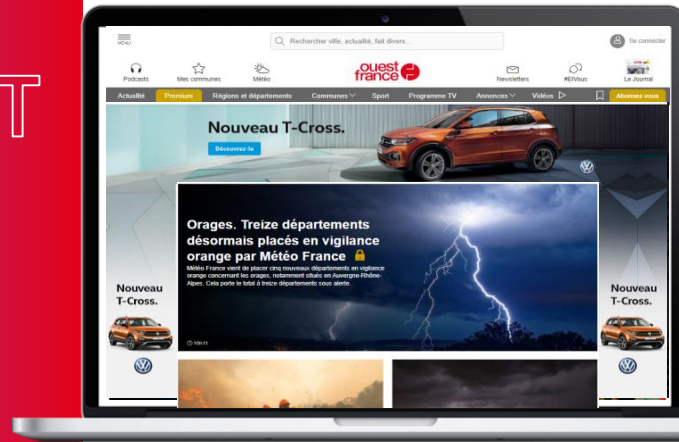 T
MENU
Rechercher ville, actualité, fait divers...
Se connecter
Podcasts
Mes communes
Météo
ouest
france
Newsletters
#EtVous
Le Journal
Actualité Premium Régions et départements Communes Sport Programme TV Annonces Vidéos Abonnez-vous
Nouveau T-Cross.
Découvrez-le
Orages. Treize départements
désormais placés en vigilance
orange par Météo France
Météo France vient de placer cinq nouveaux départements en vigilance
orange concernant les orages, notamment situés en Auvergne-Rhône-
Alpes. Cela porte le total à treize départements sous alerte.
Nouveau
T-Cross.
Nouveau
T-Cross.